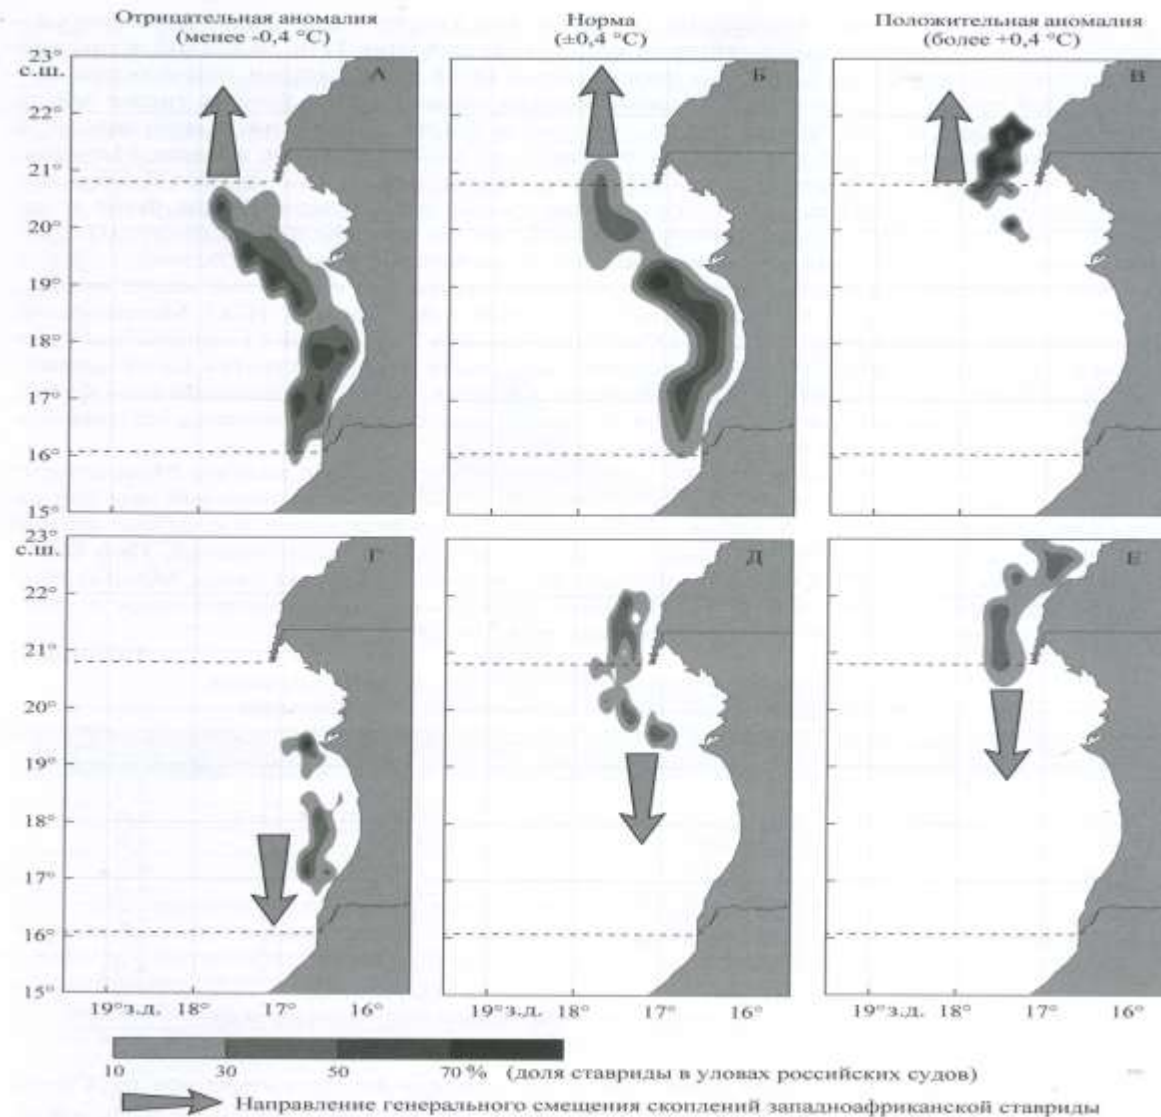 Отрицательная аномалия
(менее -0,4 °C)
Норма
(±0,4 °C)
Положительная аномалия
(более +0,4 °C)
23°
с.ш.
22°
21°
20°
19°
18°
17°
16°
15°
А
Б
В
23°
с.ш.
22°
21°
20°
19°
18°
17°
16°
15°
Г
Д
Е
19°з.д. 18° 17° 16°
19°з.д. 18° 17° 16°
19°з.д. 18° 17° 16°
10 30 50 70 % (доля ставриды в уловах российских судов)
Направление генерального смещения скоплений западноафриканской ставриды